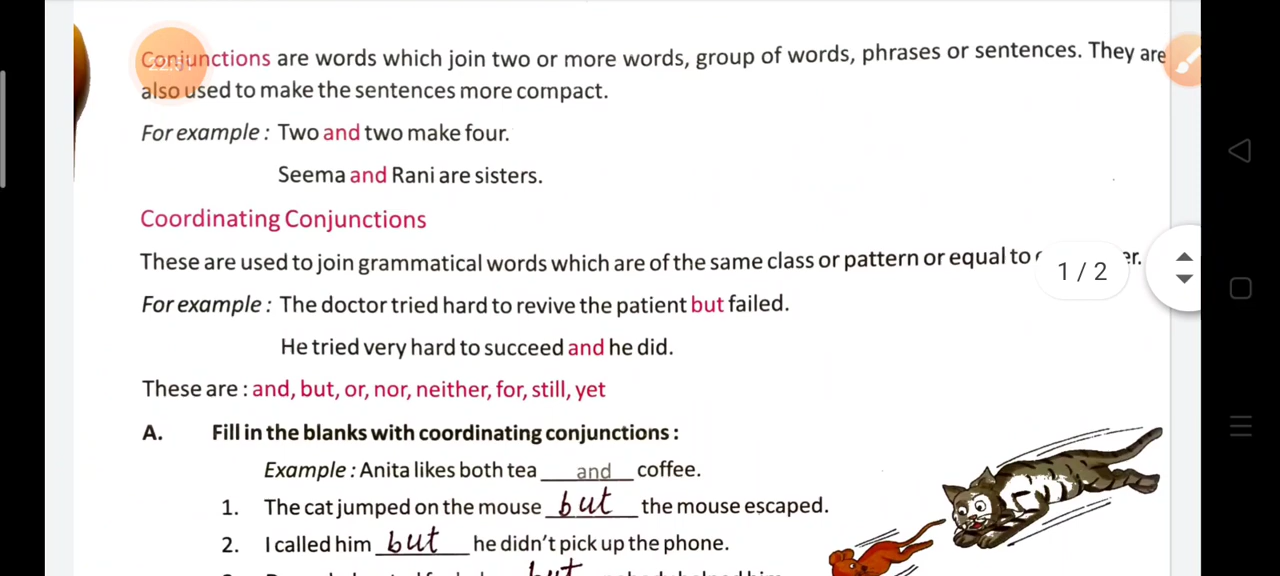 Conjunctions are words which join two or more words, group of words, phrases or sentences. They are
also used to make the sentences more compact.
For example : Two and two make four.
Seema and Rani are sisters.
Coordinating Conjunctions
These are used to join grammatical words which are of the same class or pattern or equal to er.
1 / 2
For example : The doctor tried hard to revive the patient but failed.
He tried very hard to succeed and he did.
These are : and, but, or, nor, neither, for, still, yet
A. Fill in the blanks with coordinating conjunctions :
Example : Anita likes both tea and coffee.
1. The cat jumped on the mouse but the mouse escaped.
2. I called him but he didn't pick up the phone.
but